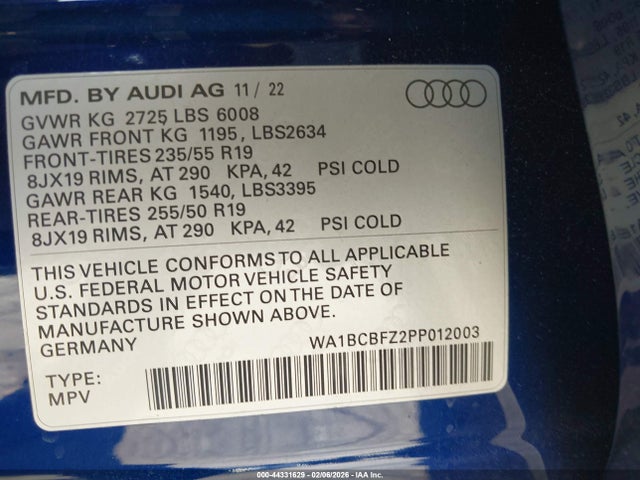 MFD. BY AUDI AG 11 / 22
GVWR KG 2725 LBS 6008
GAWR FRONT KG 1195, LBS2634
FRONT-TIRES 235/55 R19
8JX19 RIMS, AT 290 KPA, 42 PSI COLD
GAWR REAR KG 1540, LBS3395
REAR-TIRES 255/50 R19
8JX19 RIMS, AT 290 KPA, 42 PSI COLD
THIS VEHICLE CONFORMS TO ALL APPLICABLE
U.S. FEDERAL MOTOR VEHICLE SAFETY
STANDARDS IN EFFECT ON THE DATE OF
MANUFACTURE SHOWN ABOVE.
GERMANY WA1BCBFZ2PP012003
TYPE:
MPV
000-44331629 - 02/06/2026 - IAA Inc.